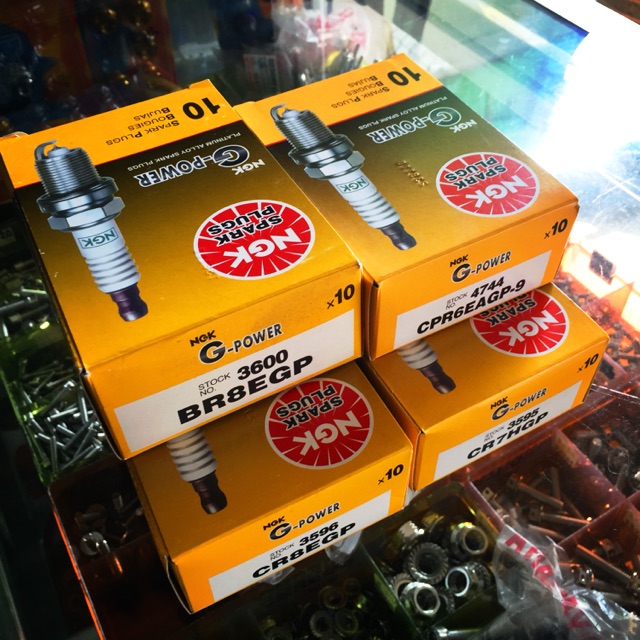 10
SPARK PLUGS
BOUGIES
BUJIAS
PLATINUM ALLOY SPARK PLUGS
G-POWER
NGK
NGK
NGK
SPARK
PLUGS
x10
NGK
G-POWER
STOCK NO. 3600
BR8EGP
10
SPARK PLUGS
BOUGIES
BUJIAS
PLATINUM ALLOY SPARK PLUGS
G-POWER
NGK
NGK
NGK
SPARK
PLUGS
x10
NGK
G-POWER
STOCK NO. 4744
CPR6EAGP-9
NGK
SPARK
PLUGS
x10
NGK
G-POWER
STOCK NO. 3596
CR8EGP
NGK
SPARK
x10
NGK
G-POWER
STOCK NO. 3595
CR7HGP